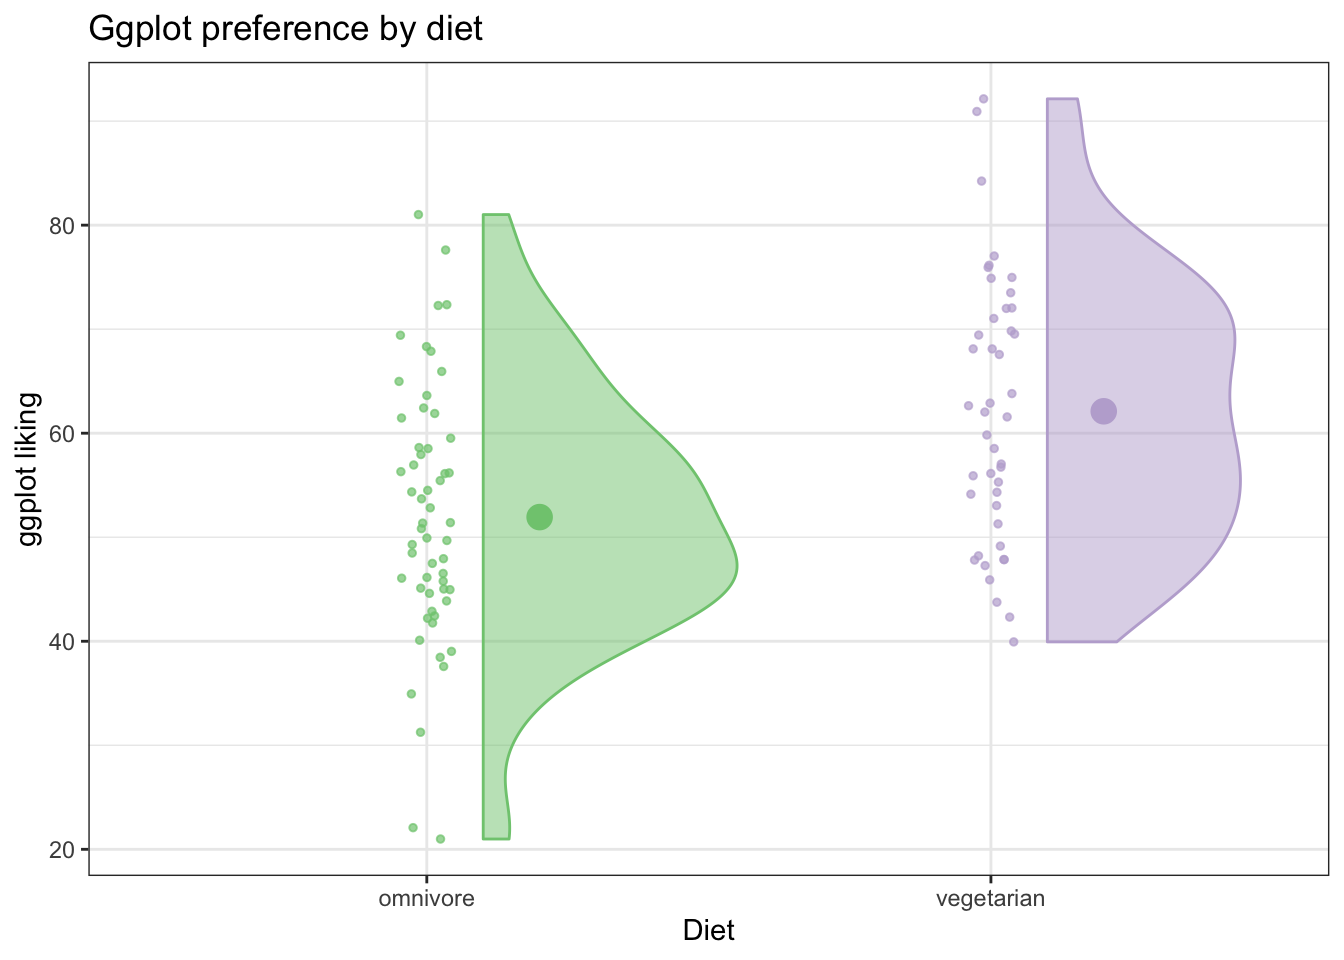 Ggplot preference by diet
ggplot liking
80
60
40
20
omnivore
vegetarian
Diet